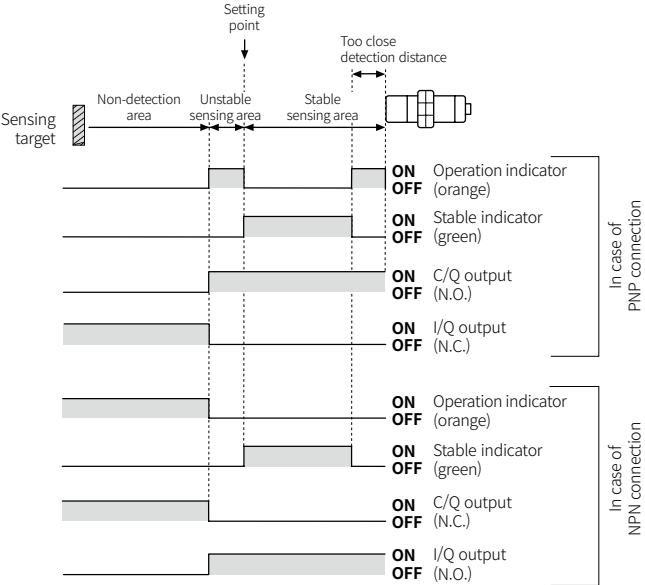 Setting
point
Too close
detection distance
Sensing
target
Non-detection
area
Unstable
sensing area
Stable
sensing area
ON Operation indicator
OFF (orange)
ON Stable indicator
OFF (green)
ON C/Q output
OFF (N.O.)
ON I/Q output
OFF (N.C.)
In case of
PNP connection
ON Operation indicator
OFF (orange)
ON Stable indicator
OFF (green)
ON C/Q output
OFF (N.C.)
ON I/Q output
OFF (N.O.)
In case of
NPN connection